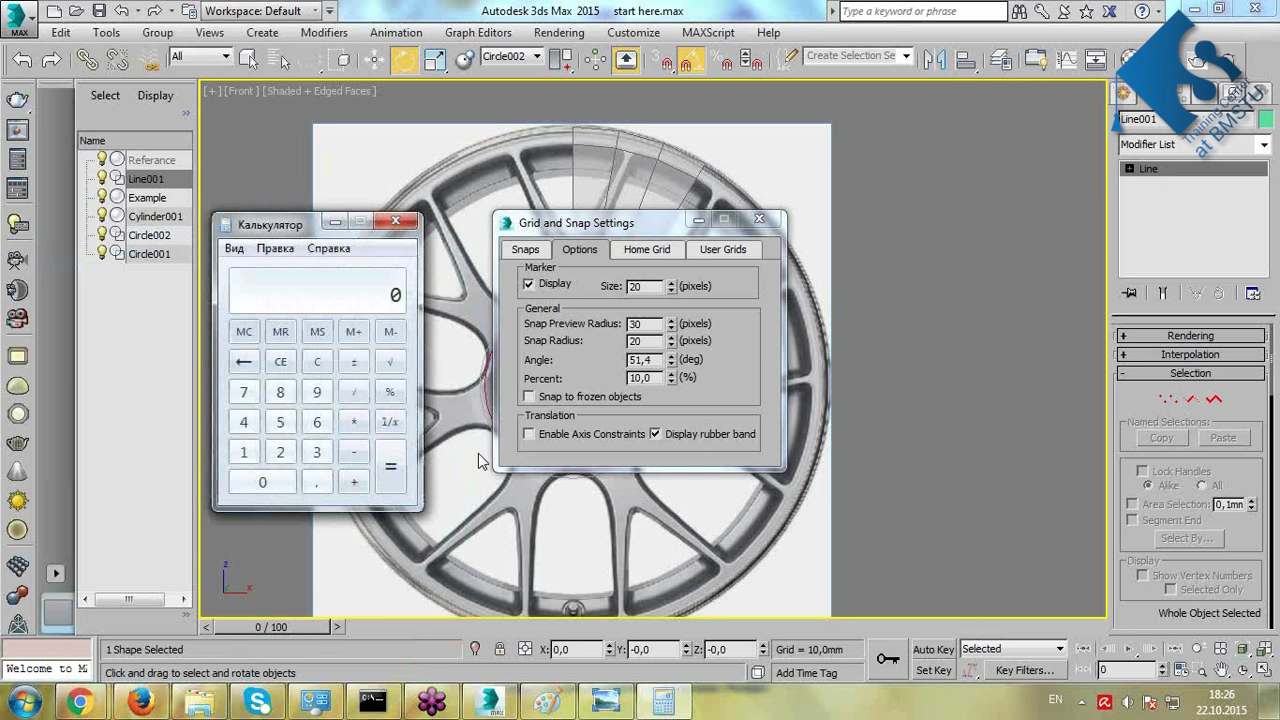 Workspace: Default
Autodesk 3ds Max 2015 start here.max
Type a keyword or phrase
Edit Tools Group Views Create Modifiers Animation Graph Editors Rendering Customize MAXScript Help
All
Circle002
3
Create Selection Se
Select Display
»
Name
Referance
Line001
Example
Cylinder001
Circle002
Circle001
[+] [Front] [Shaded + Edged Faces]
Калькулятор
Вид Правка Справка
0
MC MR MS M+ M-
← CE C ± √
7 8 9 / %
4 5 6 * 1/x
1 2 3 - =
0 . +
Grid and Snap Settings
Snaps Options Home Grid User Grids
Marker
Display Size: 20 (pixels)
General
Snap Preview Radius: 30 (pixels)
Snap Radius: 20 (pixels)
Angle: 51,4 (deg)
Percent: 10,0 (%)
Snap to frozen objects
Translation
Enable Axis Constraints Display rubber band
Training Center
at BMSTU
Line001
Modifier List
Line
+ Rendering
+ Interpolation
- Selection
Named Selections:
Copy Paste
Lock Handles
Alike All
Area Selection: 0,1mm
Segment End
Select By...
Display
Show Vertex Numbers
Selected Only
Whole Object Selected
z
x
< 0 / 100 >
1 Shape Selected
X: 0,0 Y: -0,0 Z: -0,0 Grid = 10,0mm
Auto Key Selected
Welcome to M
Click and drag to select and rotate objects
Add Time Tag
Set Key Key Filters... 0
EN
18:26
22.10.2015